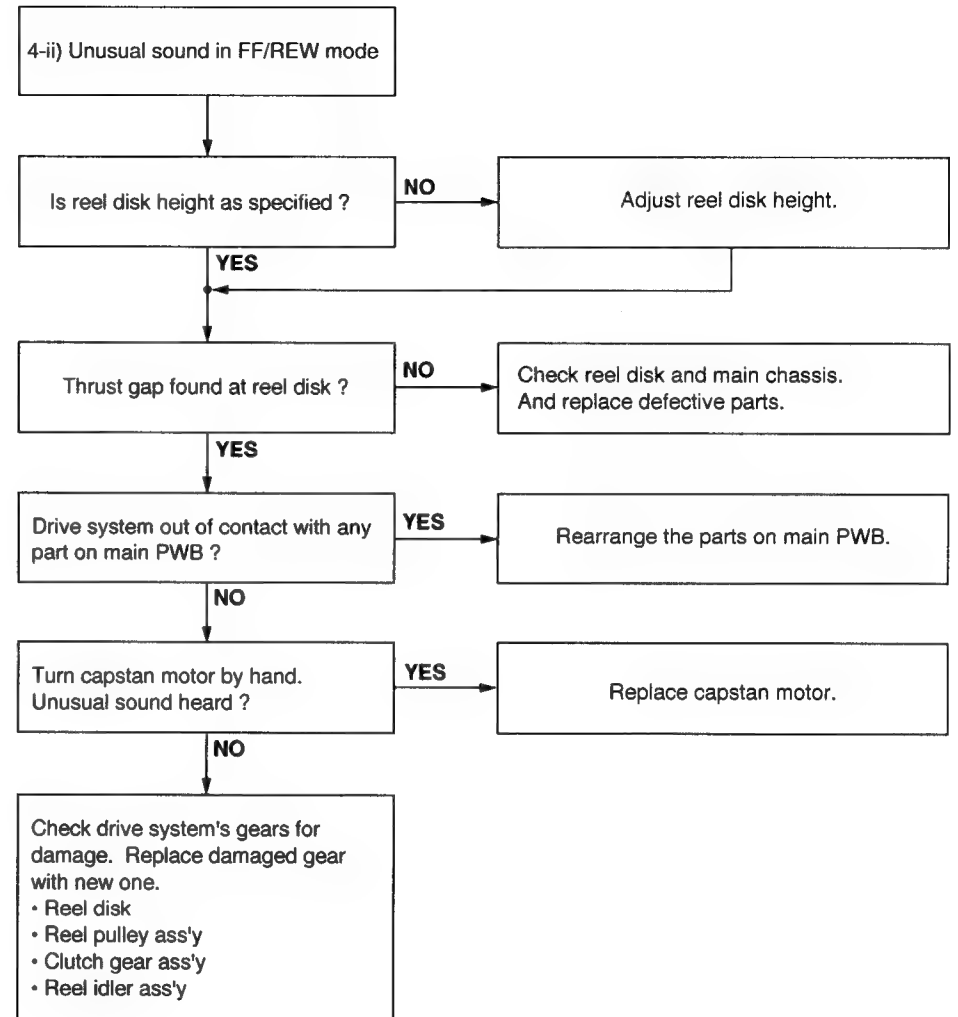 4-ii) Unusual sound in FF/REW mode
Is reel disk height as specified ?
NO
Adjust reel disk height.
YES
Thrust gap found at reel disk ?
NO
Check reel disk and main chassis.
And replace defective parts.
YES
Drive system out of contact with any
part on main PWB ?
YES
Rearrange the parts on main PWB.
NO
Turn capstan motor by hand.
Unusual sound heard ?
YES
Replace capstan motor.
NO
Check drive system's gears for
damage. Replace damaged gear
with new one.
• Reel disk
• Reel pulley ass'y
• Clutch gear ass'y
• Reel idler ass'y